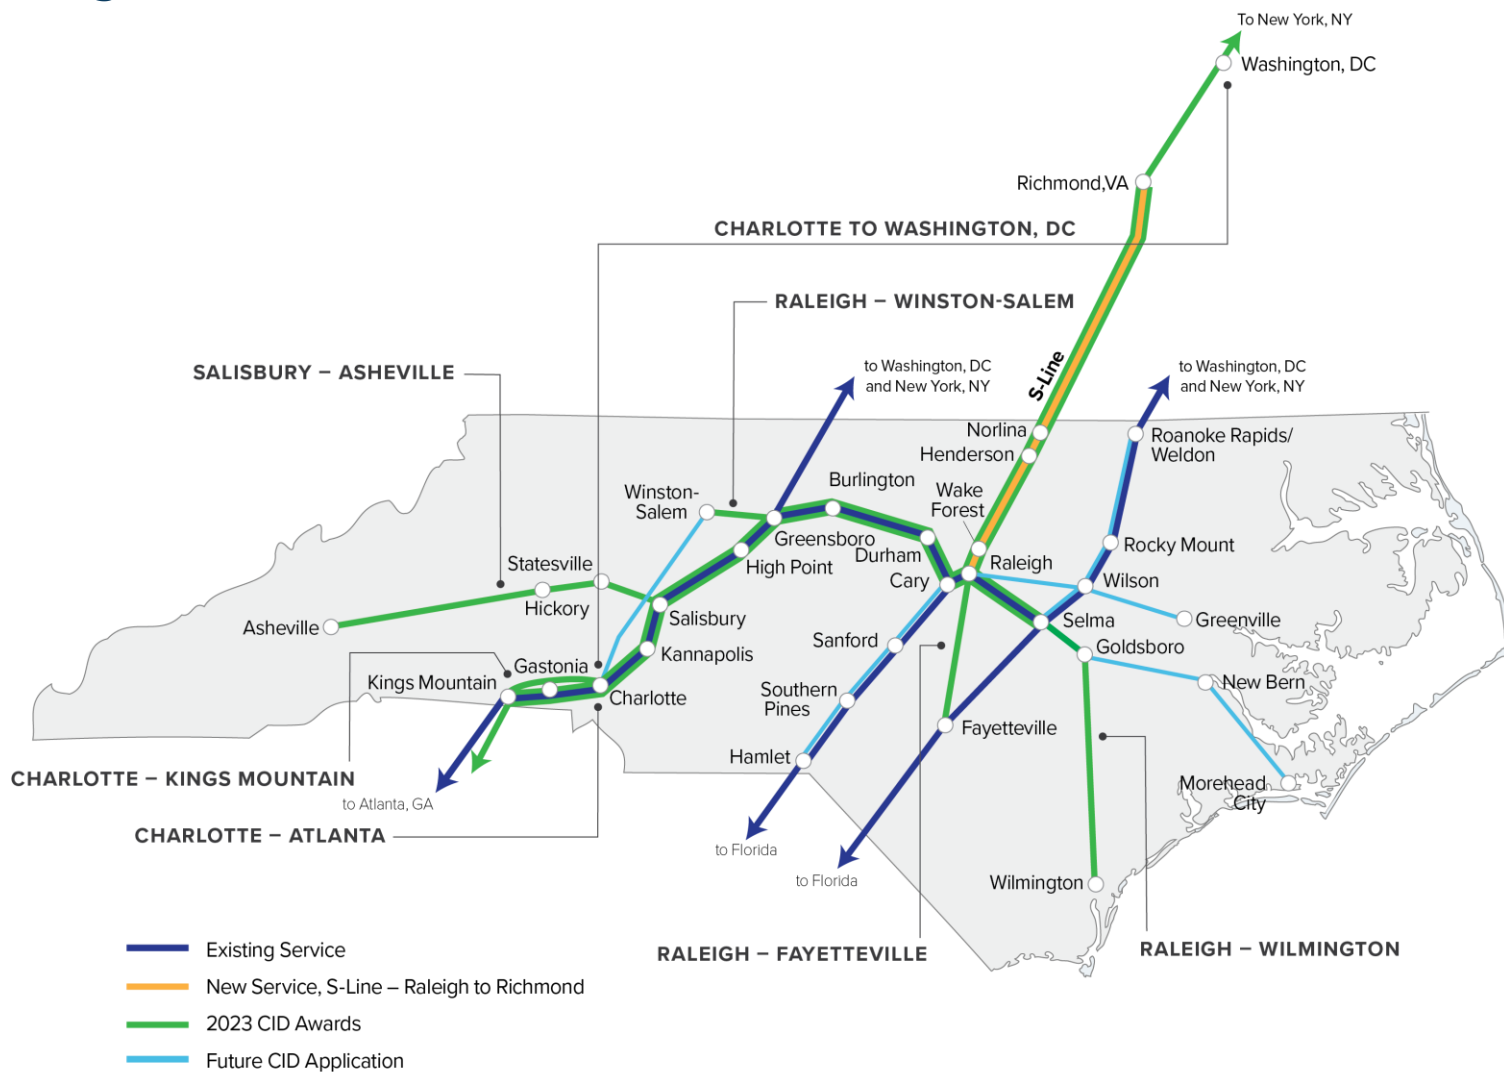 To New York, NY
Washington, DC
Richmond,VA
CHARLOTTE TO WASHINGTON, DC
RALEIGH – WINSTON-SALEM
S-Line
SALISBURY – ASHEVILLE
to Washington, DC
and New York, NY
to Washington, DC
and New York, NY
Norlina
Henderson
Roanoke Rapids/
Weldon
Burlington
Wake
Forest
Winston-
Salem
Greensboro
Durham
High Point
Rocky Mount
Statesville
Cary
Raleigh
Wilson
Hickory
Asheville
Salisbury
Sanford
Selma
Greenville
Kannapolis
Goldsboro
Gastonia
Kings Mountain
Charlotte
Southern
Pines
New Bern
Fayetteville
Hamlet
CHARLOTTE – KINGS MOUNTAIN
Morehead
City
to Atlanta, GA
CHARLOTTE – ATLANTA
to Florida
to Florida
Wilmington
RALEIGH – FAYETTEVILLE
RALEIGH – WILMINGTON
Existing Service
New Service, S-Line – Raleigh to Richmond
2023 CID Awards
Future CID Application